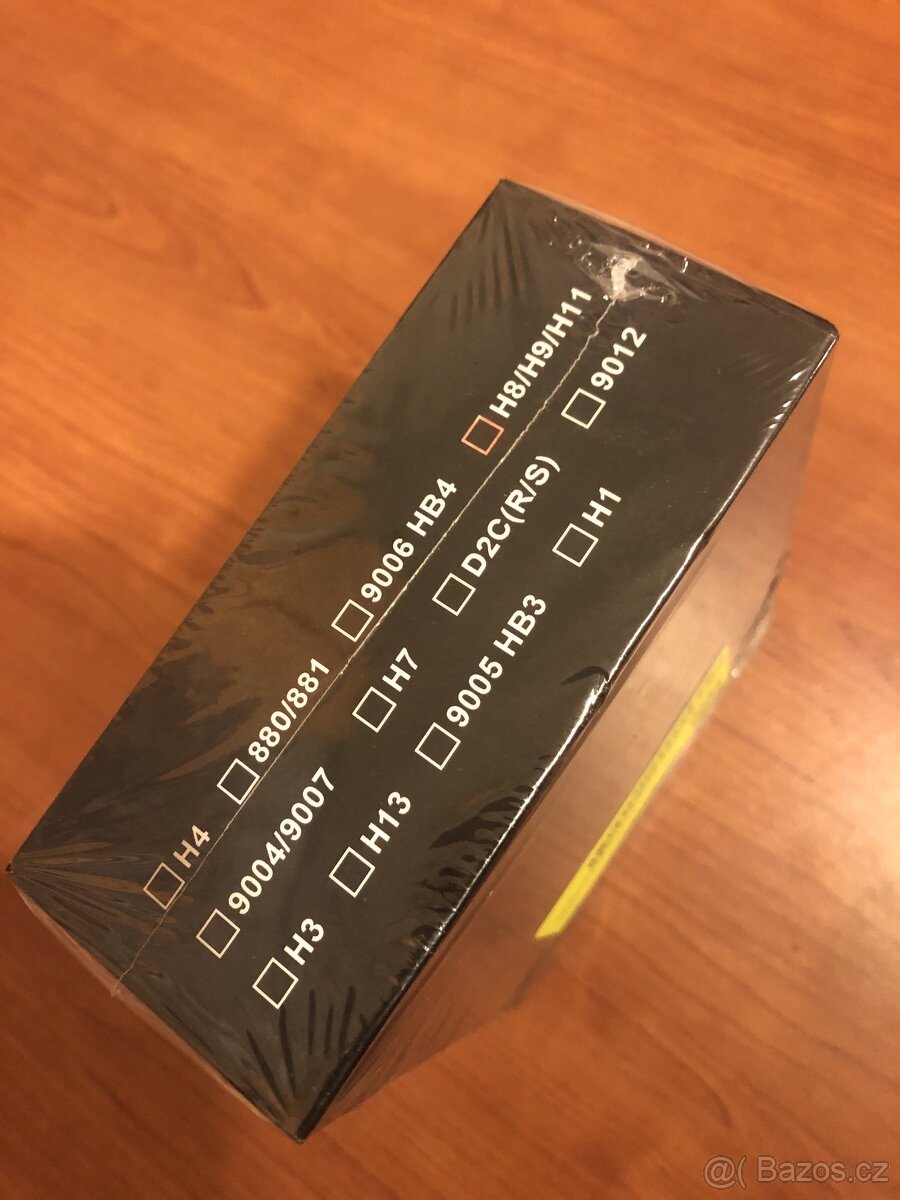 ☐ H4 ☐ 880/881 ☐ 9006 HB4 ☐ H8/H9/H11
☐ 9004/9007 ☐ H7 ☐ D2C(R/S) ☐ 9012
☐ H3 ☐ H13 ☐ 9005 HB3 ☐ H1
@( Bazos.cz